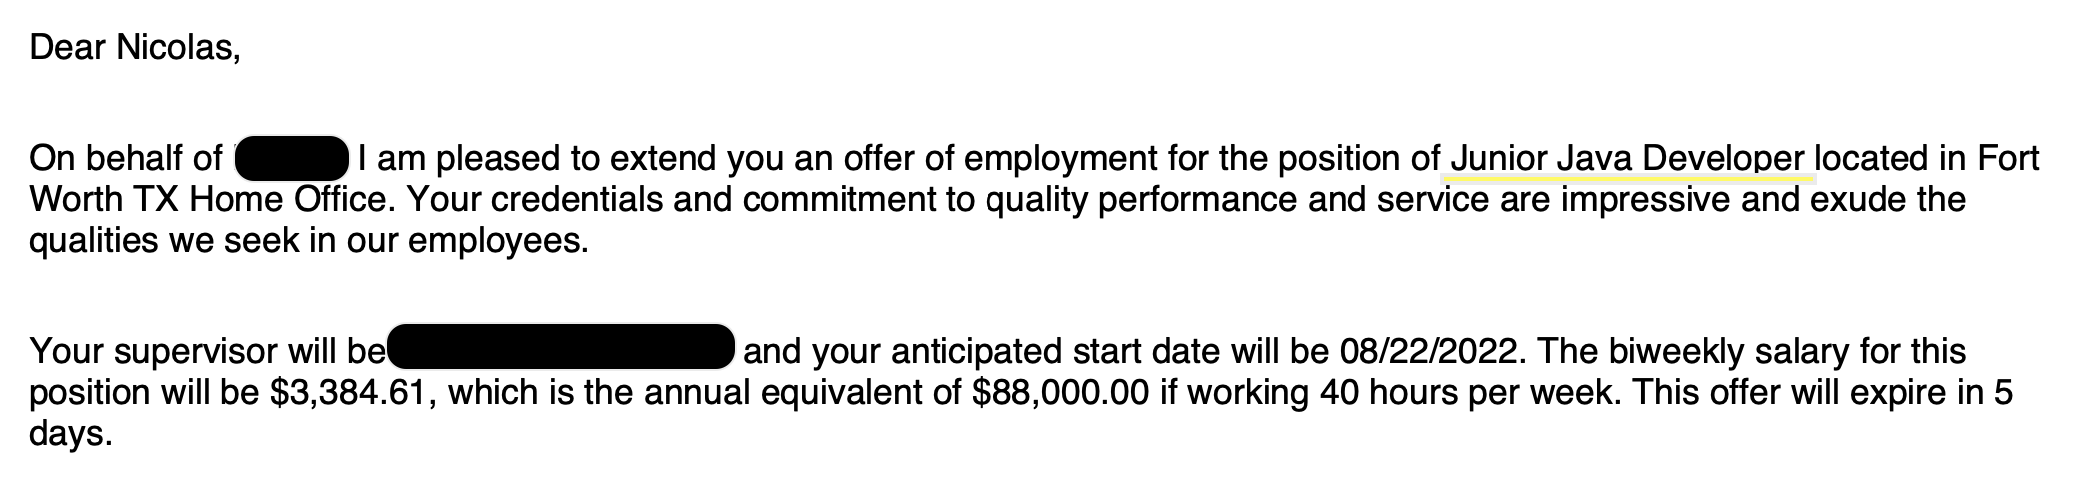 Dear Nicolas,
On behalf of I am pleased to extend you an offer of employment for the position of Junior Java Developer located in Fort
Worth TX Home Office. Your credentials and commitment to quality performance and service are impressive and exude the
qualities we seek in our employees.
Your supervisor will be and your anticipated start date will be 08/22/2022. The biweekly salary for this
position will be $3,384.61, which is the annual equivalent of $88,000.00 if working 40 hours per week. This offer will expire in 5
days.